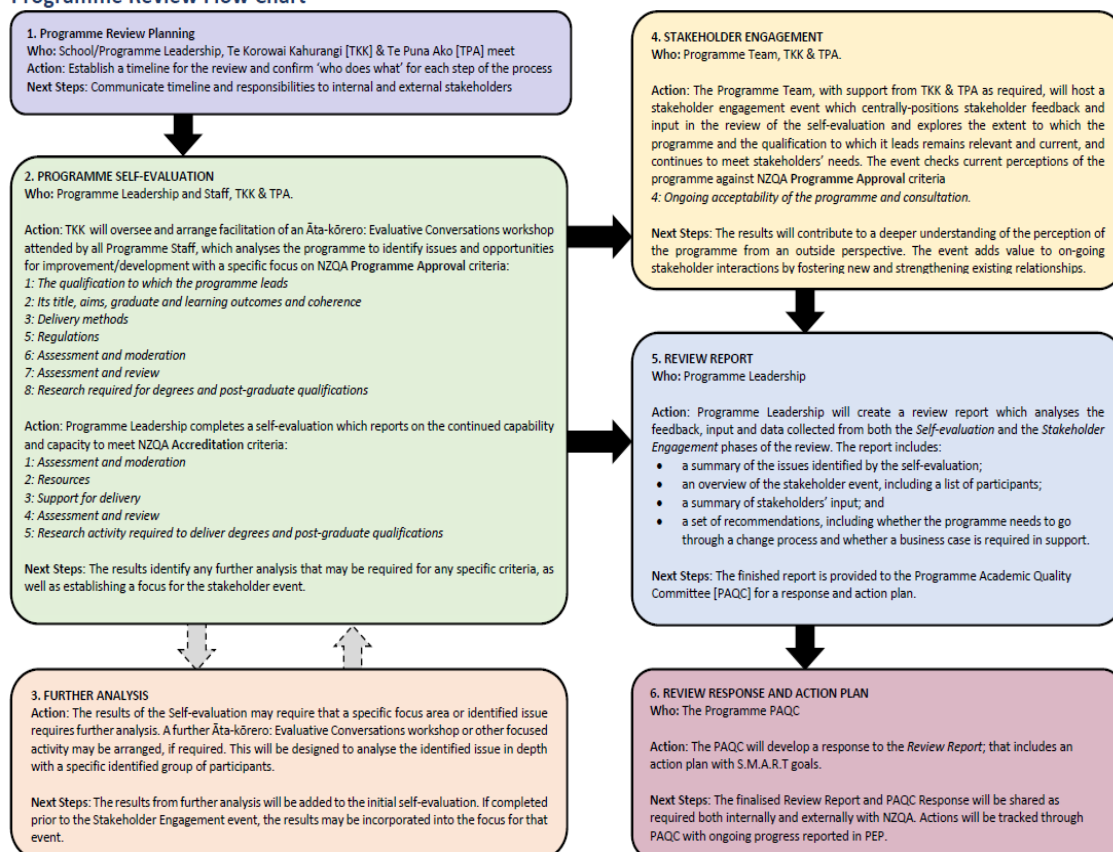 Programme Review Flow Chart
1. Programme Review Planning
Who: School/Programme Leadership, Te Korowai Kahurangi [TKK] & Te Puna Ako [TPA] meet
Action: Establish a timeline for the review and confirm ‘who does what’ for each step of the process
Next Steps: Communicate timeline and responsibilities to internal and external stakeholders
2. PROGRAMME SELF-EVALUATION
Who: Programme Leadership and Staff, TKK & TPA.
Action: TKK will oversee and arrange facilitation of an Āta-kōrero: Evaluative Conversations workshop
attended by all Programme Staff, which analyses the programme to identify issues and opportunities
for improvement/development with a specific focus on NZQA Programme Approval criteria:
1: The qualification to which the programme leads
2: Its title, aims, graduate and learning outcomes and coherence
3: Delivery methods
5: Regulations
6: Assessment and moderation
7: Assessment and review
8: Research required for degrees and post-graduate qualifications
Action: Programme Leadership completes a self-evaluation which reports on the continued capability
and capacity to meet NZQA Accreditation criteria:
1: Assessment and moderation
2: Resources
3: Support for delivery
4: Assessment and review
5: Research activity required to deliver degrees and post-graduate qualifications
Next Steps: The results identify any further analysis that may be required for any specific criteria, as
well as establishing a focus for the stakeholder event.
3. FURTHER ANALYSIS
Action: The results of the Self-evaluation may require that a specific focus area or identified issue
requires further analysis. A further Āta-kōrero: Evaluative Conversations workshop or other focused
activity may be arranged, if required. This will be designed to analyse the identified issue in depth
with a specific identified group of participants.
Next Steps: The results from further analysis will be added to the initial self-evaluation. If completed
prior to the Stakeholder Engagement event, the results may be incorporated into the focus for that
event.
4. STAKEHOLDER ENGAGEMENT
Who: Programme Team, TKK & TPA.
Action: The Programme Team, with support from TKK & TPA as required, will host a
stakeholder engagement event which centrally-positions stakeholder feedback and
input in the review of the self-evaluation and explores the extent to which the
programme and the qualification to which it leads remains relevant and current, and
continues to meet stakeholders’ needs. The event checks current perceptions of the
programme against NZQA Programme Approval criteria
4: Ongoing acceptability of the programme and consultation.
Next Steps: The results will contribute to a deeper understanding of the perception of
the programme from an outside perspective. The event adds value to on-going
stakeholder interactions by fostering new and strengthening existing relationships.
5. REVIEW REPORT
Who: Programme Leadership
Action: Programme Leadership will create a review report which analyses the
feedback, input and data collected from both the Self-evaluation and the Stakeholder
Engagement phases of the review. The report includes:
• a summary of the issues identified by the self-evaluation;
• an overview of the stakeholder event, including a list of participants;
• a summary of stakeholders’ input; and
• a set of recommendations, including whether the programme needs to go
through a change process and whether a business case is required in support.
Next Steps: The finished report is provided to the Programme Academic Quality
Committee [PAQC] for a response and action plan.
6. REVIEW RESPONSE AND ACTION PLAN
Who: The Programme PAQC
Action: The PAQC will develop a response to the Review Report; that includes an
action plan with S.M.A.R.T goals.
Next Steps: The finalised Review Report and PAQC Response will be shared as
required both internally and externally with NZQA. Actions will be tracked through
PAQC with ongoing progress reported in PEP.